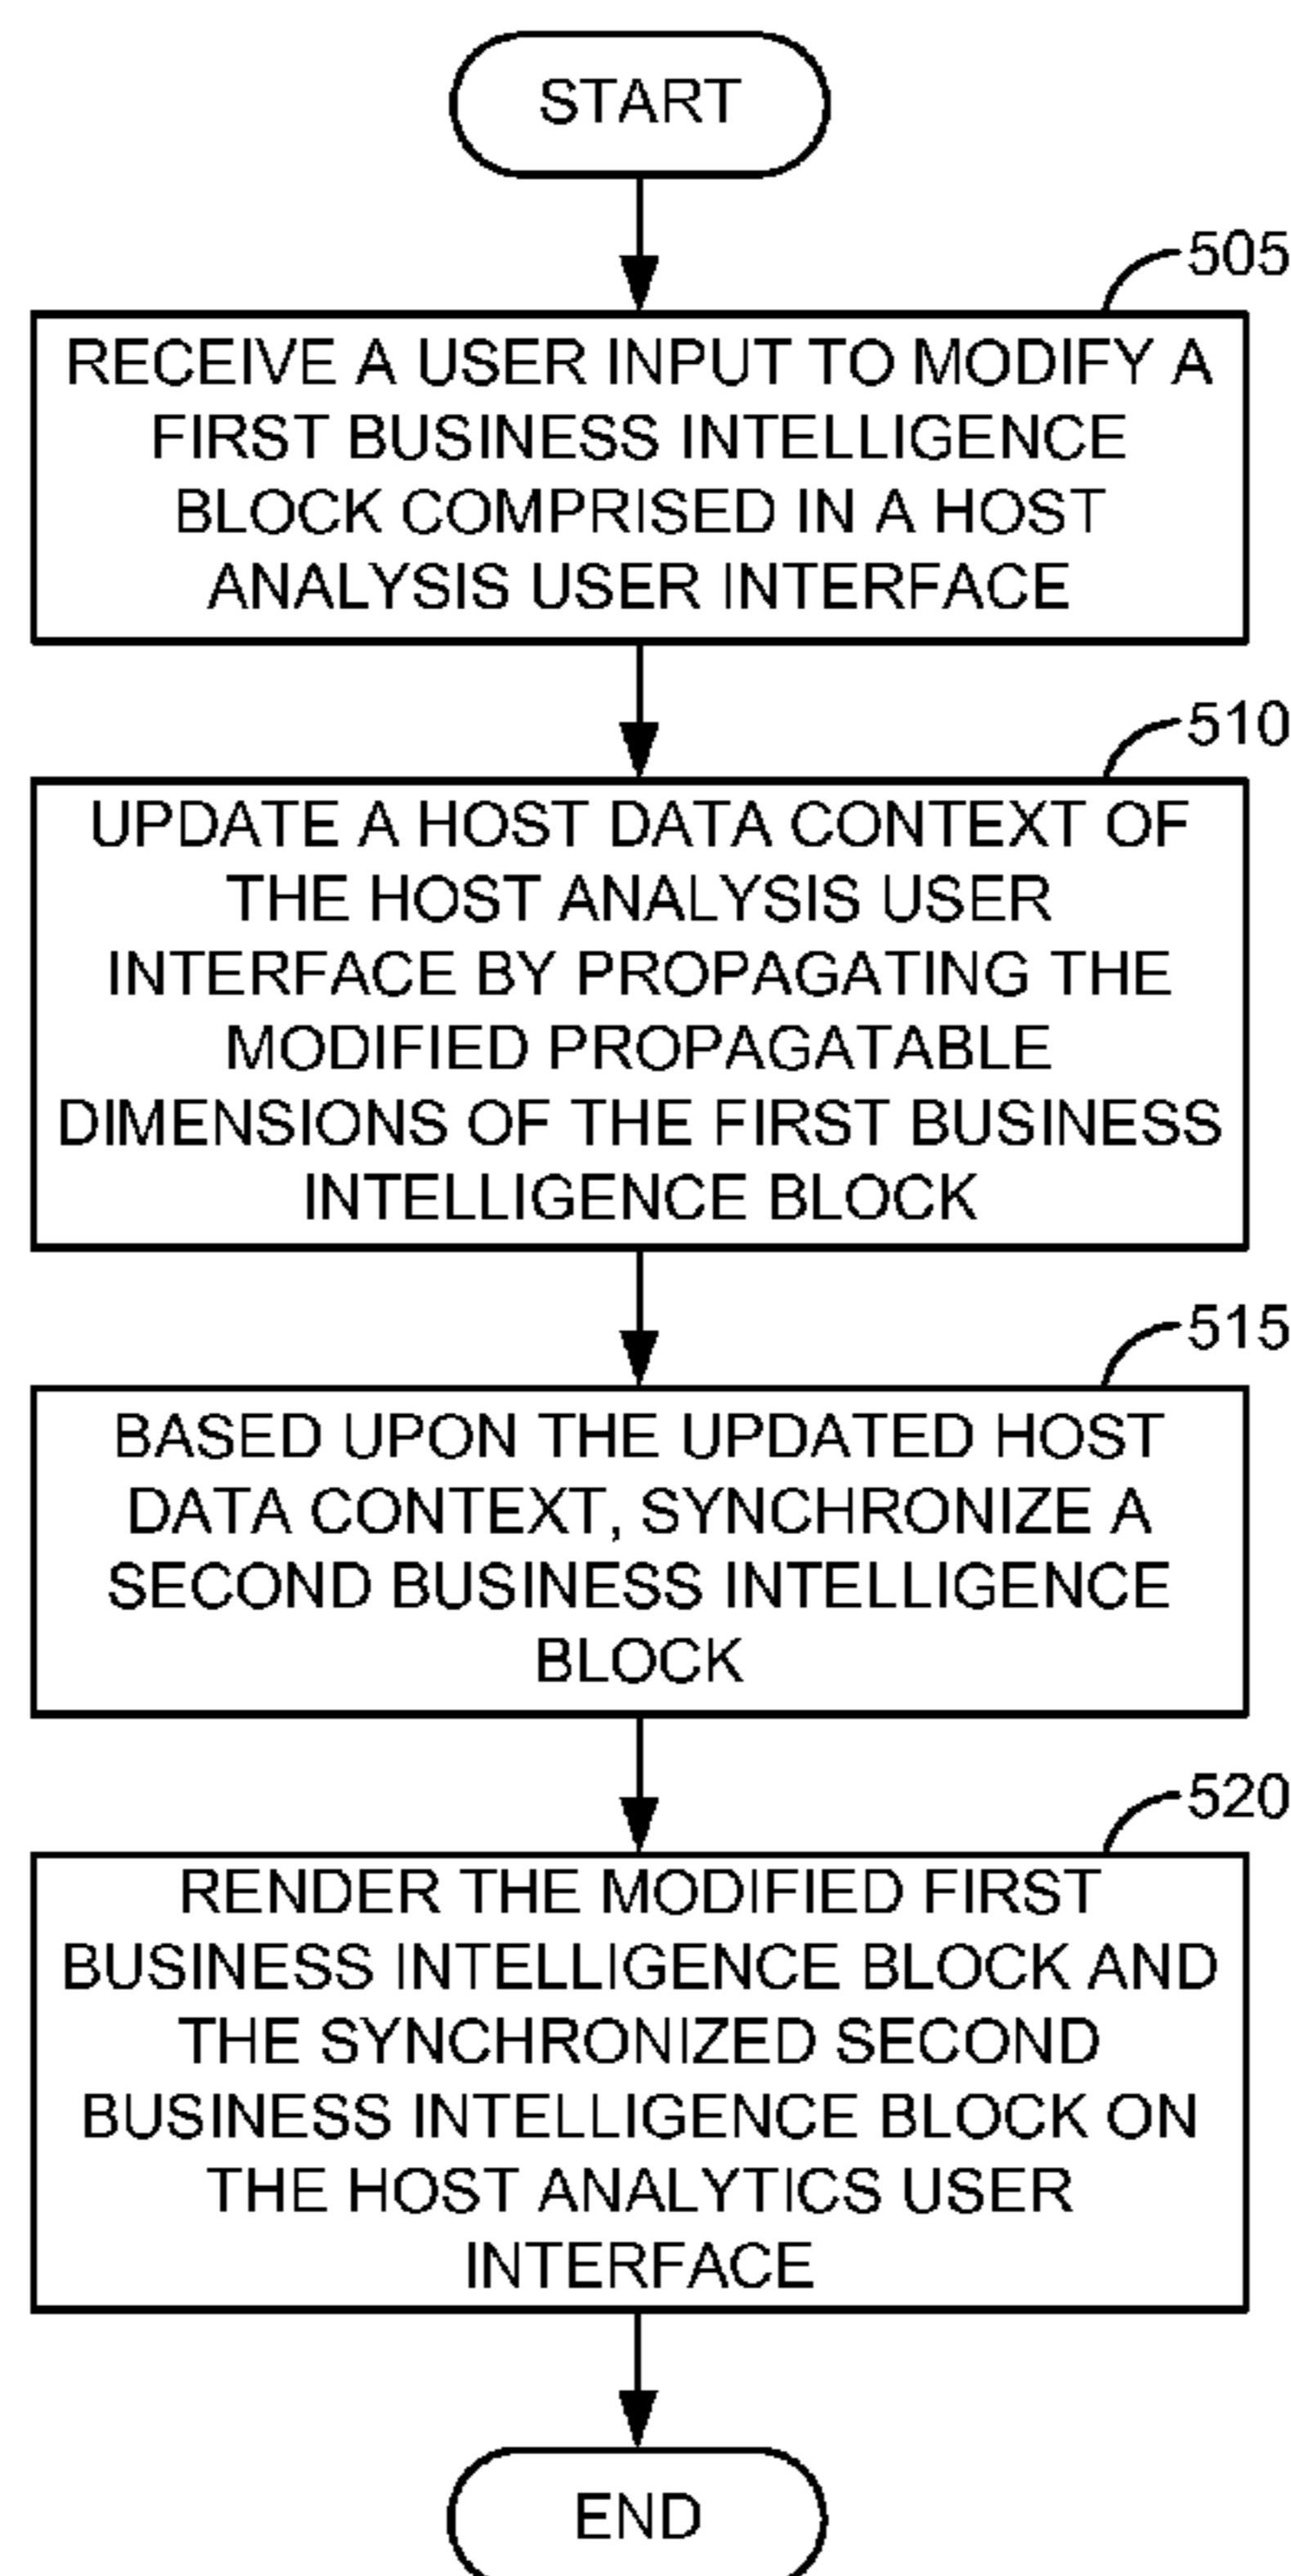 START
505
RECEIVE A USER INPUT TO MODIFY A
FIRST BUSINESS INTELLIGENCE
BLOCK COMPRISED IN A HOST
ANALYSIS USER INTERFACE
510
UPDATE A HOST DATA CONTEXT OF
THE HOST ANALYSIS USER
INTERFACE BY PROPAGATING THE
MODIFIED PROPAGATABLE
DIMENSIONS OF THE FIRST BUSINESS
INTELLIGENCE BLOCK
515
BASED UPON THE UPDATED HOST
DATA CONTEXT, SYNCHRONIZE A
SECOND BUSINESS INTELLIGENCE
BLOCK
520
RENDER THE MODIFIED FIRST
BUSINESS INTELLIGENCE BLOCK AND
THE SYNCHRONIZED SECOND
BUSINESS INTELLIGENCE BLOCK ON
THE HOST ANALYTICS USER
INTERFACE
END